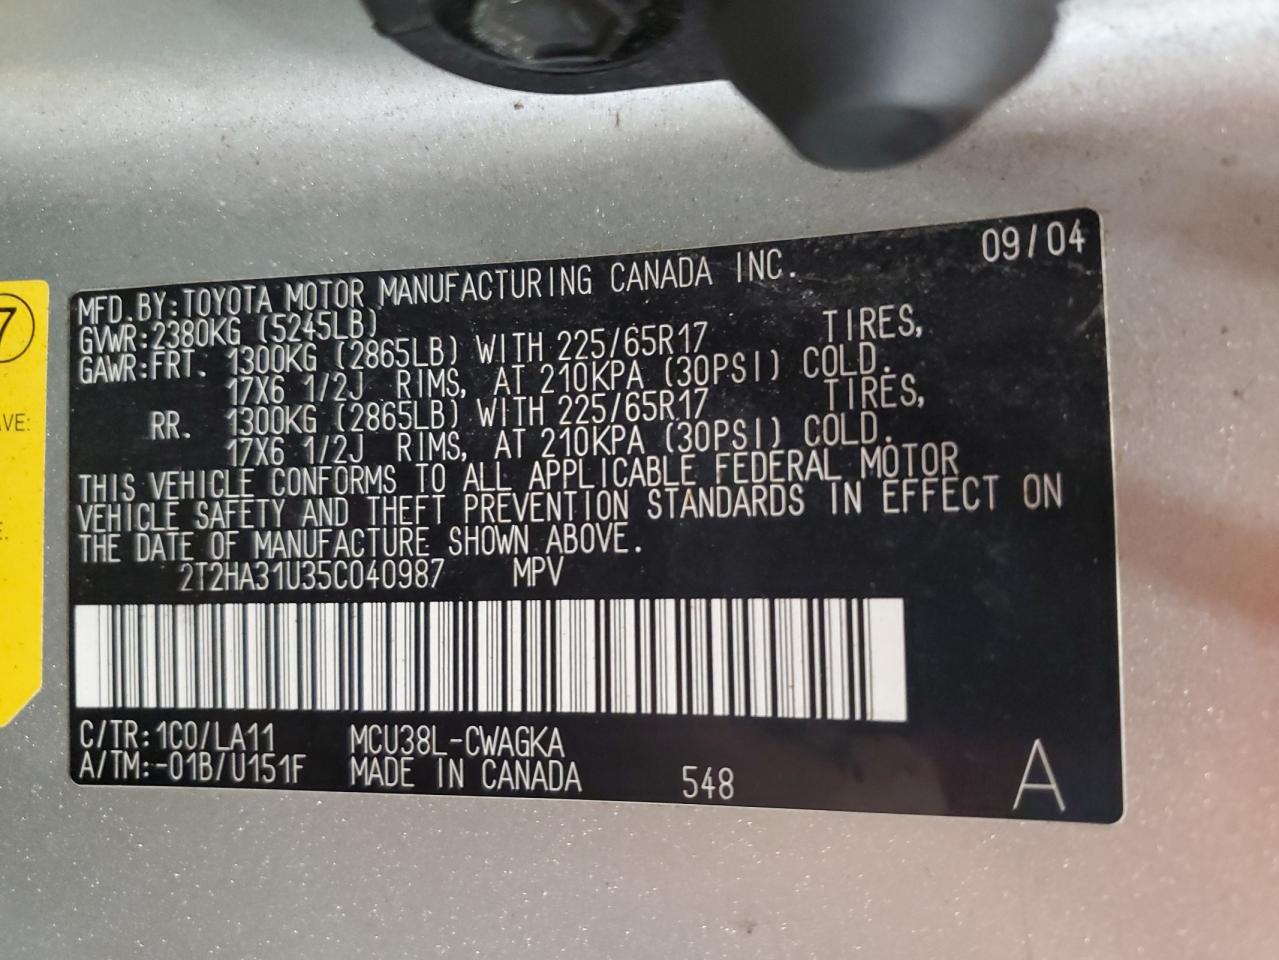 09/04
MFD.BY:TOYOTA MOTOR MANUFACTURING CANADA INC.
GVWR:2380KG (5245LB)
GAWR:FRT. 1300KG (2865LB) WITH 225/65R17 TIRES,
17X6 1/2J RIMS, AT 210KPA (30PSI) COLD.
RR. 1300KG (2865LB) WITH 225/65R17 TIRES,
17X6 1/2J RIMS, AT 210KPA (30PSI) COLD.
THIS VEHICLE CONFORMS TO ALL APPLICABLE FEDERAL MOTOR
VEHICLE SAFETY AND THEFT PREVENTION STANDARDS IN EFFECT ON
THE DATE OF MANUFACTURE SHOWN ABOVE.
2T2HA31U35C040987 MPV
C/TR:1C0/LA11 MCU38L-CWAGKA
A/TM:-01B/U151F MADE IN CANADA 548 A
7